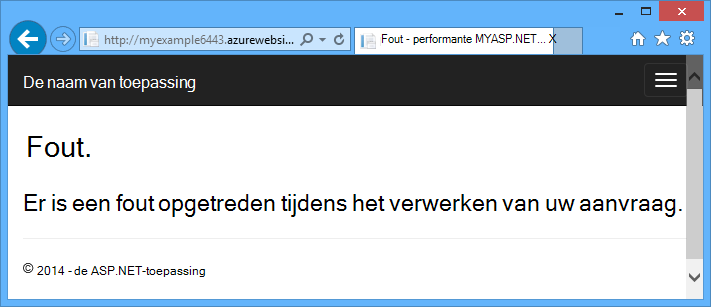 http://myexample6443.azurewebsi...
Fout - performante MYASP.NET... X
De naam van toepassing
Fout.
Er is een fout opgetreden tijdens het verwerken van uw aanvraag.
© 2014 - de ASP.NET-toepassing